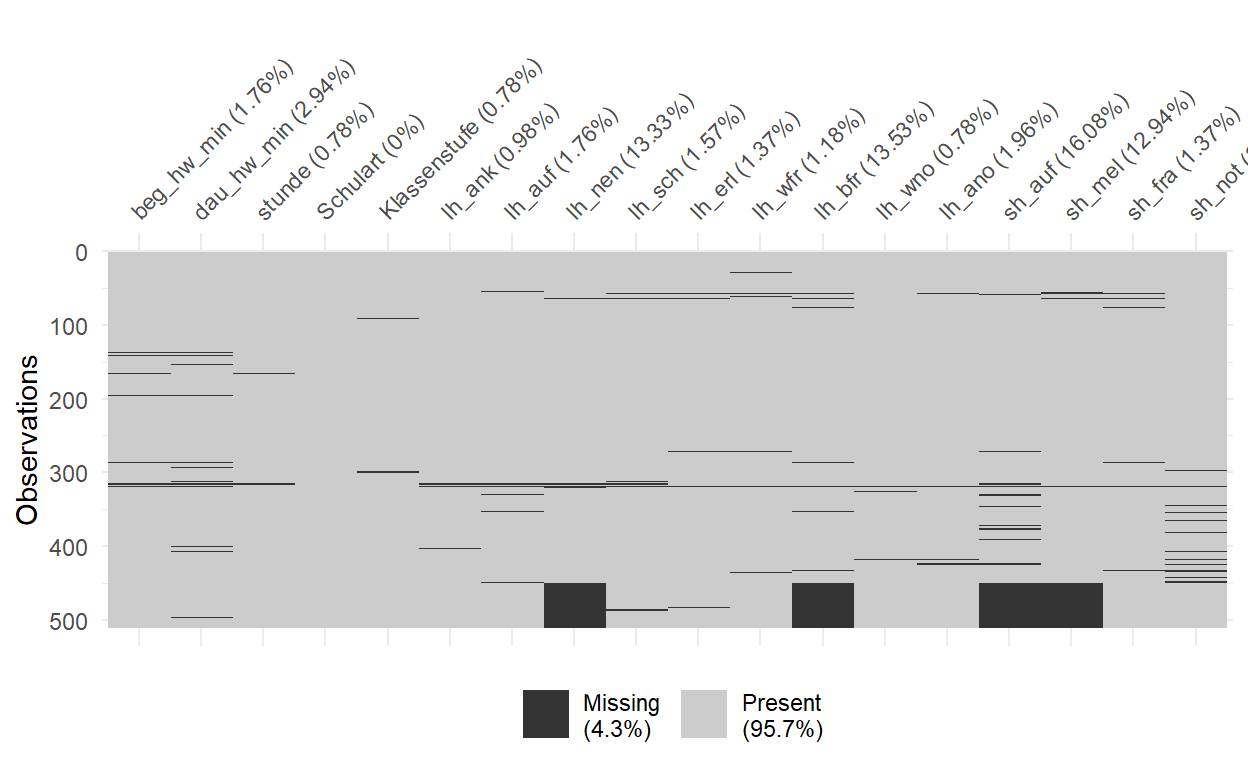 beg_hw_min (1.76%)
dau_hw_min (2.94%)
stunde (0.78%)
Schulart (0%)
Klassenstufe (0.78%)
lh_ank (0.98%)
lh_auf (1.76%)
lh_nen (13.33%)
lh_sch (1.57%)
lh_erl (1.37%)
lh_wfr (1.18%)
lh_bfr (13.53%)
lh_wno (0.78%)
lh_ano (1.96%)
sh_auf (16.08%)
sh_mel (12.94%)
sh_fra (1.37%)
sh_not
Observations
0
100
200
300
400
500
Missing
(4.3%)
Present
(95.7%)